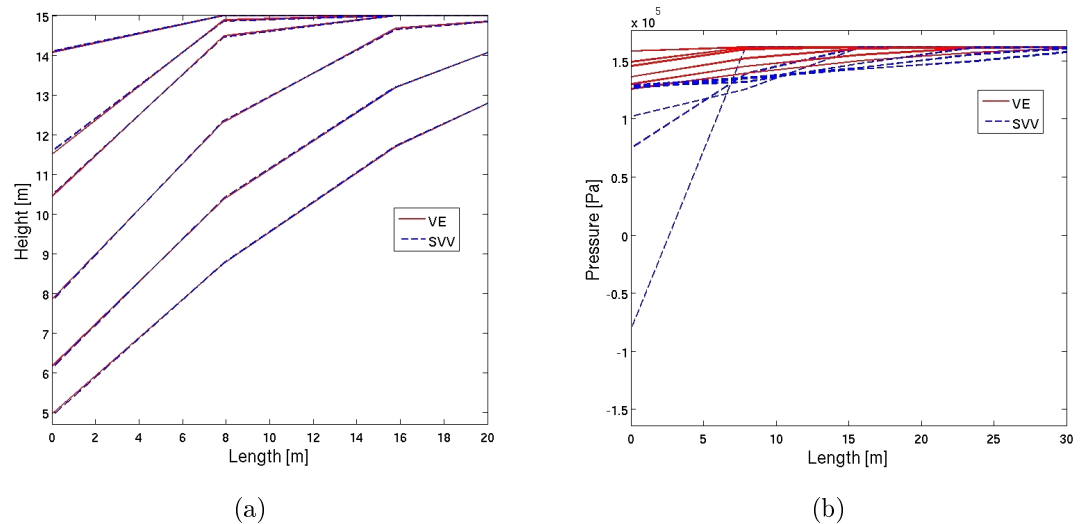 15
14
13
12
11
10
9
8
7
6
5
Height [m]
0 2 4 6 8 10 12 14 16 18 20
Length [m]
VE
SVV
(a)
x 10^5
1.5
1
0.5
0
-0.5
-1
-1.5
Pressure [Pa]
0 5 10 15 20 25 30
Length [m]
VE
SVV
(b)